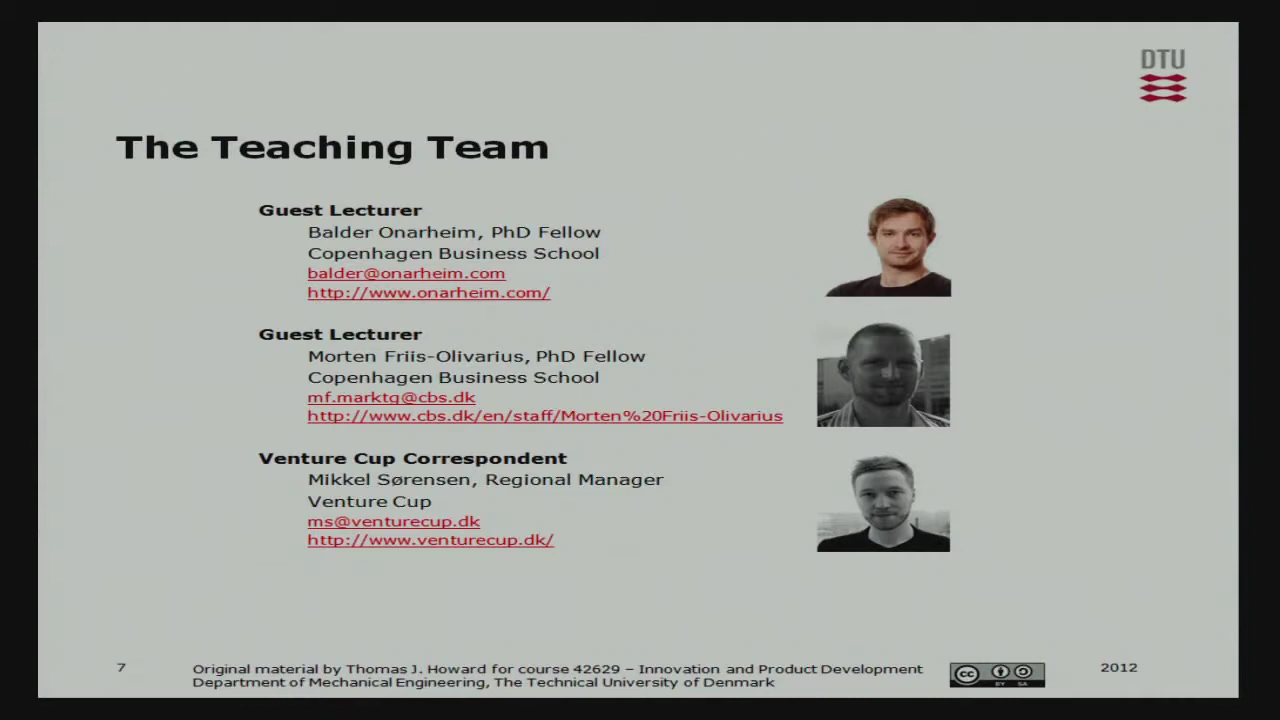 DTU
The Teaching Team
Guest Lecturer
Balder Onarheim, PhD Fellow
Copenhagen Business School
balder@onarheim.com
http://www.onarheim.com/
Guest Lecturer
Morten Friis-Olivarius, PhD Fellow
Copenhagen Business School
mf.marktg@cbs.dk
http://www.cbs.dk/en/staff/Morten%20Friis-Olivarius
Venture Cup Correspondent
Mikkel Sørensen, Regional Manager
Venture Cup
ms@venturecup.dk
http://www.venturecup.dk/
7
Original material by Thomas J. Howard for course 42629 – Innovation and Product Development
Department of Mechanical Engineering, The Technical University of Denmark
cc
BY SA
2012